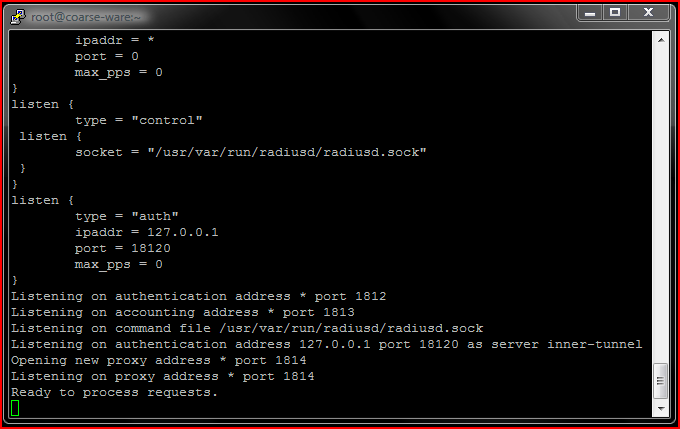 root@coarse-ware:~
ipaddr = *
port = 0
max_pps = 0
}
listen {
type = "control"
listen {
socket = "/usr/var/run/radiusd/radiusd.sock"
}
}
listen {
type = "auth"
ipaddr = 127.0.0.1
port = 18120
max_pps = 0
}
Listening on authentication address * port 1812
Listening on accounting address * port 1813
Listening on command file /usr/var/run/radiusd/radiusd.sock
Listening on authentication address 127.0.0.1 port 18120 as server inner-tunnel
Opening new proxy address * port 1814
Listening on proxy address * port 1814
Ready to process requests.